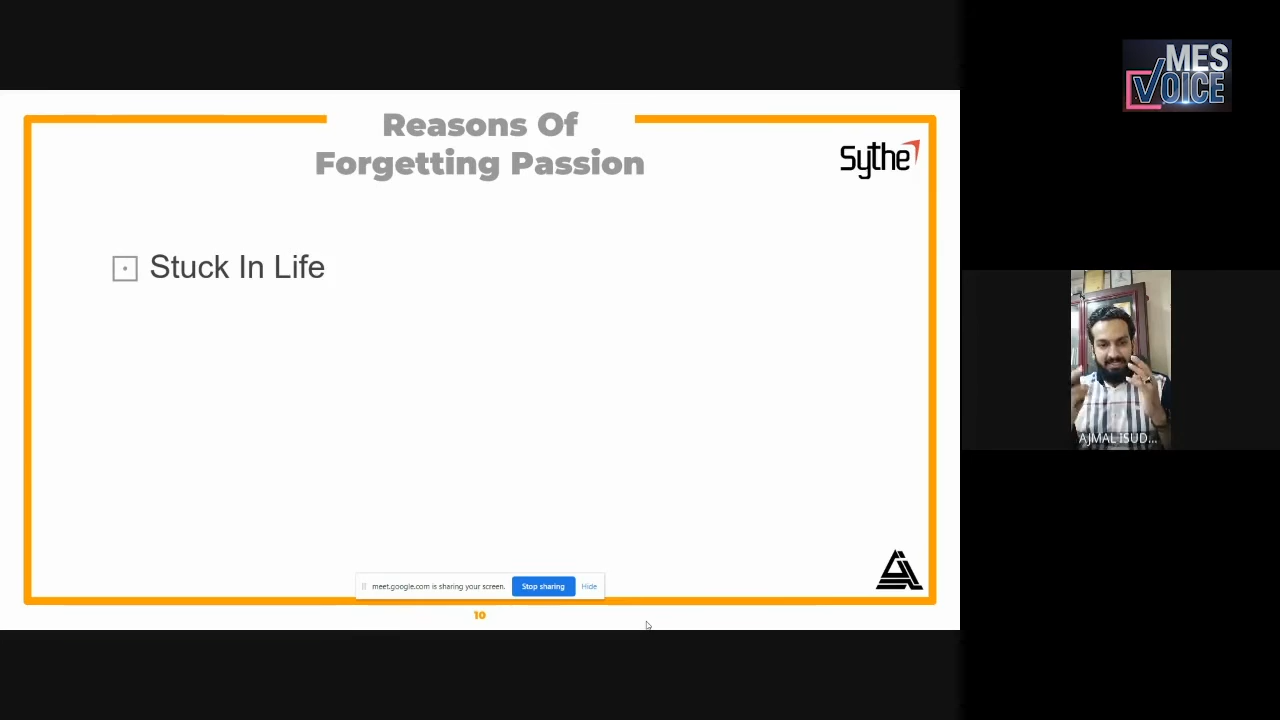 Reasons Of
Forgetting Passion
Sythe
Stuck In Life
meet.google.com is sharing your screen.
Stop sharing
Hide
10
MES
VOICE
AJMAL ISUD...